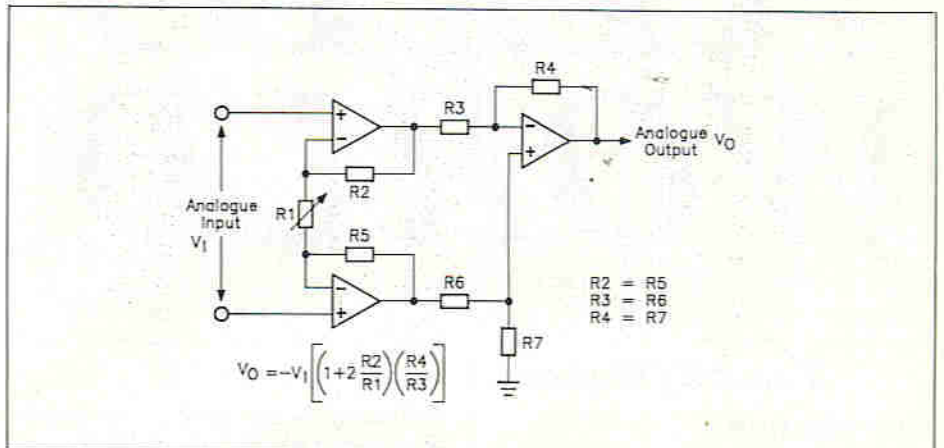 R4
R3
Analogue Output VO
R2
Analogue Input VI
R1
R5
R6
R2 = R5
R3 = R6
R4 = R7
R7
VO = -VI [(1+2 R2/R1)(R4/R3)]